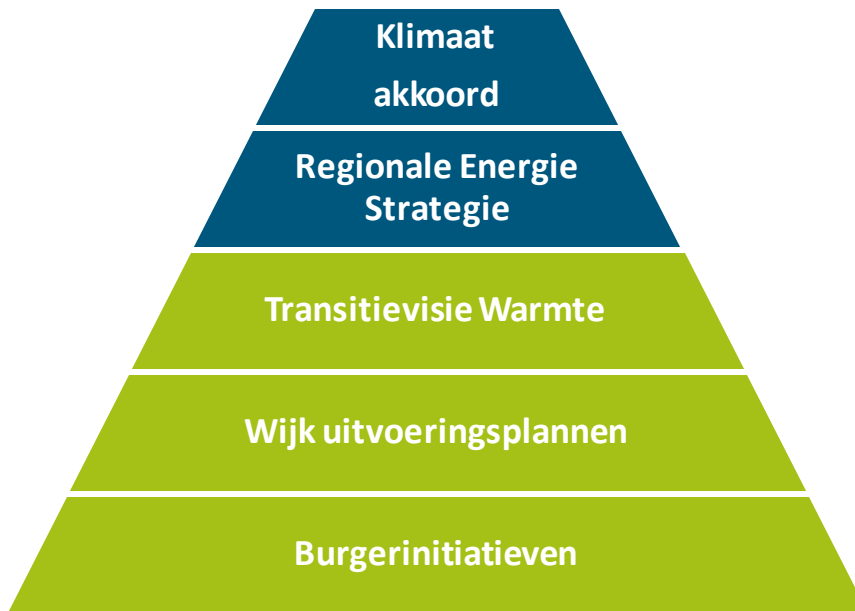 Klimaat
akkoord
Regionale Energie
Strategie
Transitievisie Warmte
Wijk uitvoeringsplannen
Burgerinitiatieven